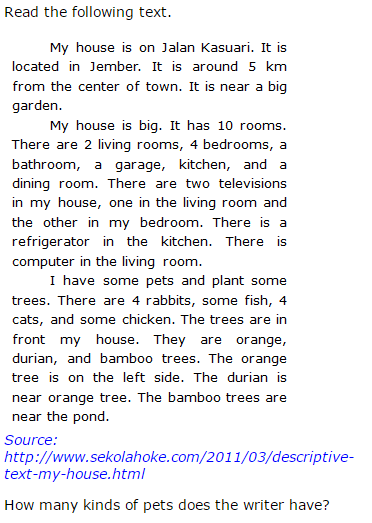 Read the following text.
My house is on Jalan Kasuari. It is
located in Jember. It is around 5 km
from the center of town. It is near a big
garden.
My house is big. It has 10 rooms.
There are 2 living rooms, 4 bedrooms, a
bathroom, a garage, kitchen, and a
dining room. There are two televisions
in my house, one in the living room and
the other in my bedroom. There is a
refrigerator in the kitchen. There is
computer in the living room.
I have some pets and plant some
trees. There are 4 rabbits, some fish, 4
cats, and some chicken. The trees are in
front my house. They are orange,
durian, and bamboo trees. The orange
tree is on the left side. The durian is
near orange tree. The bamboo trees are
near the pond.
Source:
http://www.sekolahoke.com/2011/03/descriptive-
text-my-house.html
How many kinds of pets does the writer have?